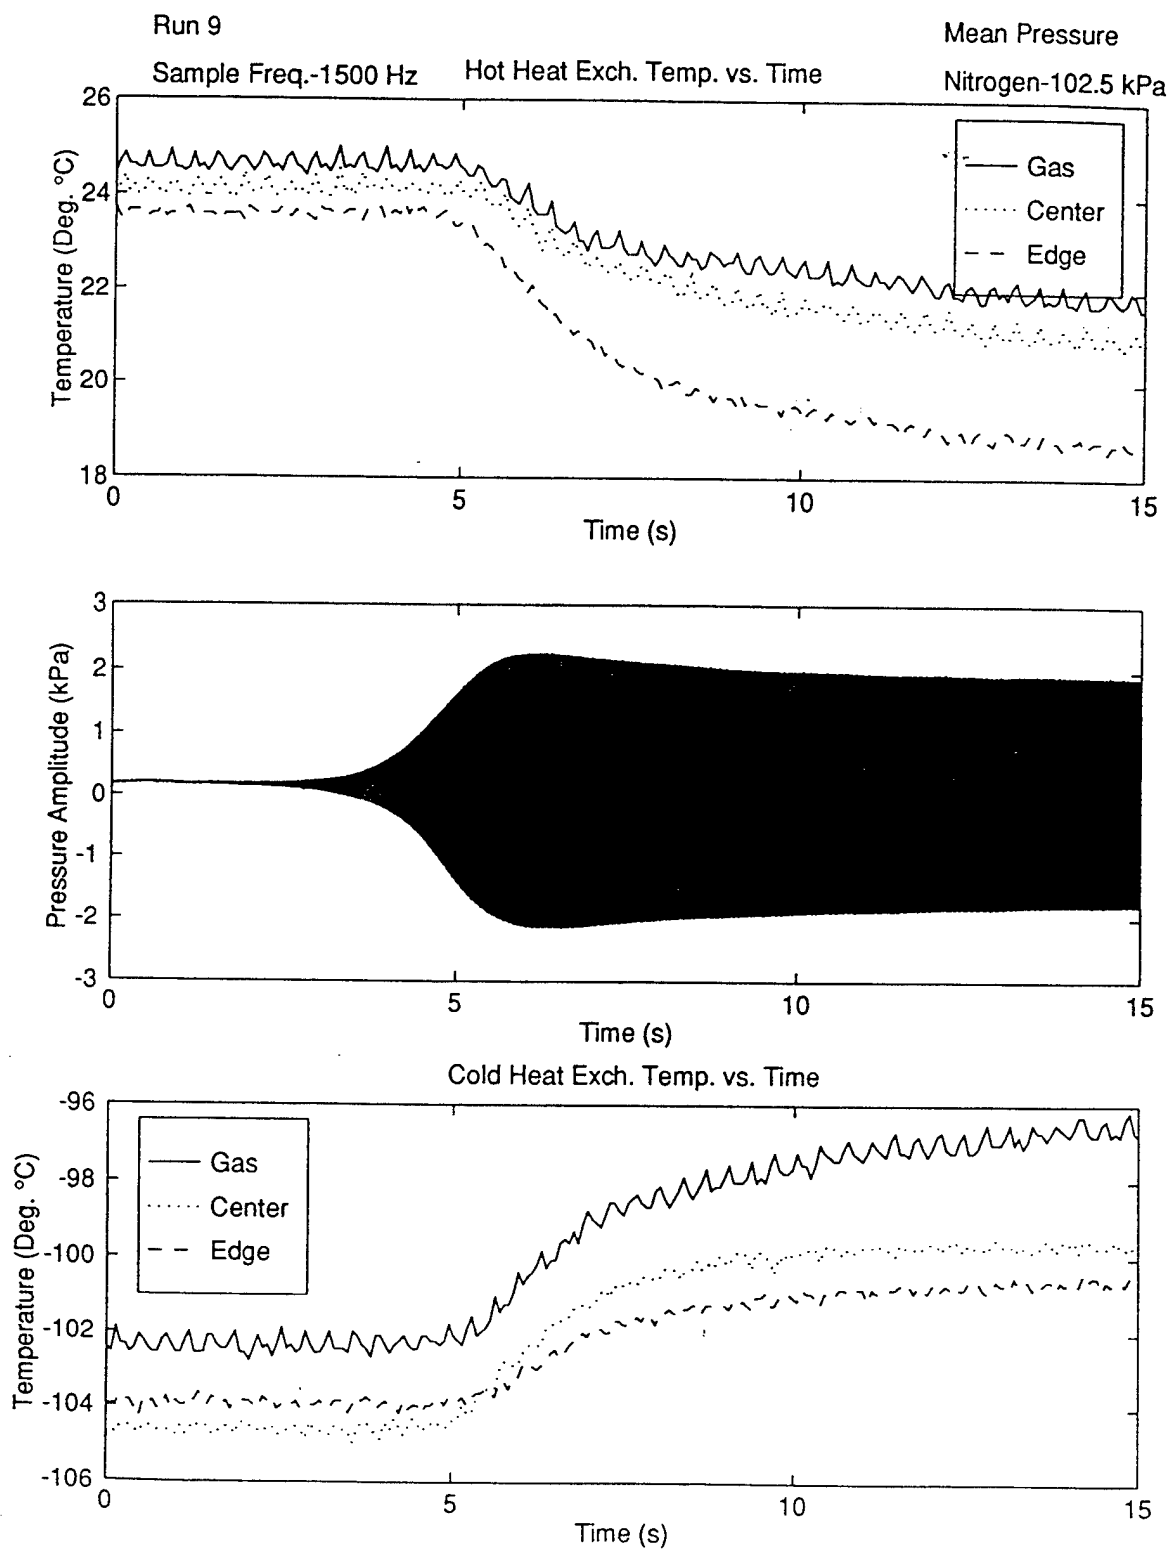 Run 9
Mean Pressure
Sample Freq.-1500 Hz
Hot Heat Exch. Temp. vs. Time
Nitrogen-102.5 kPa
26
24
22
20
18
Temperature (Deg. °C)
Gas
Center
Edge
0
5
10
15
Time (s)
3
2
1
0
-1
-2
-3
Pressure Amplitude (kPa)
0
5
10
15
Time (s)
Cold Heat Exch. Temp. vs. Time
-96
-98
-100
-102
-104
-106
Temperature (Deg. °C)
Gas
Center
Edge
0
5
10
15
Time (s)